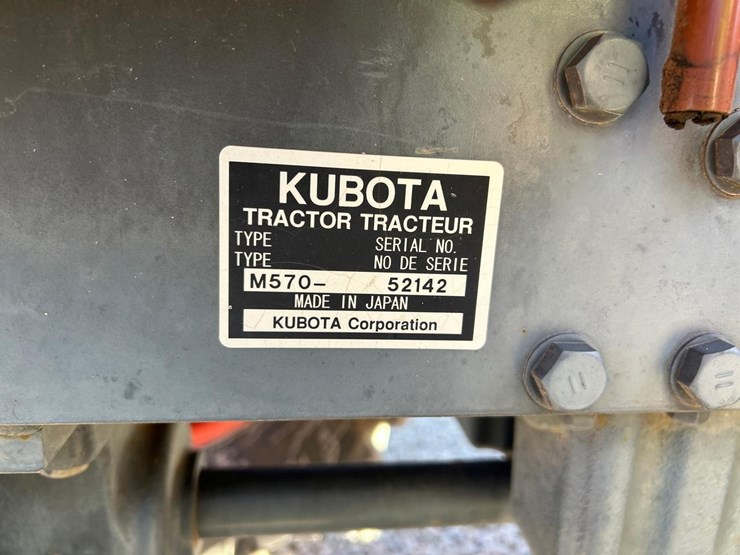 KUBOTA
TRACTOR TRACTEUR
TYPE SERIAL NO.
TYPE NO DE SERIE
M570- 52142
MADE IN JAPAN
KUBOTA Corporation